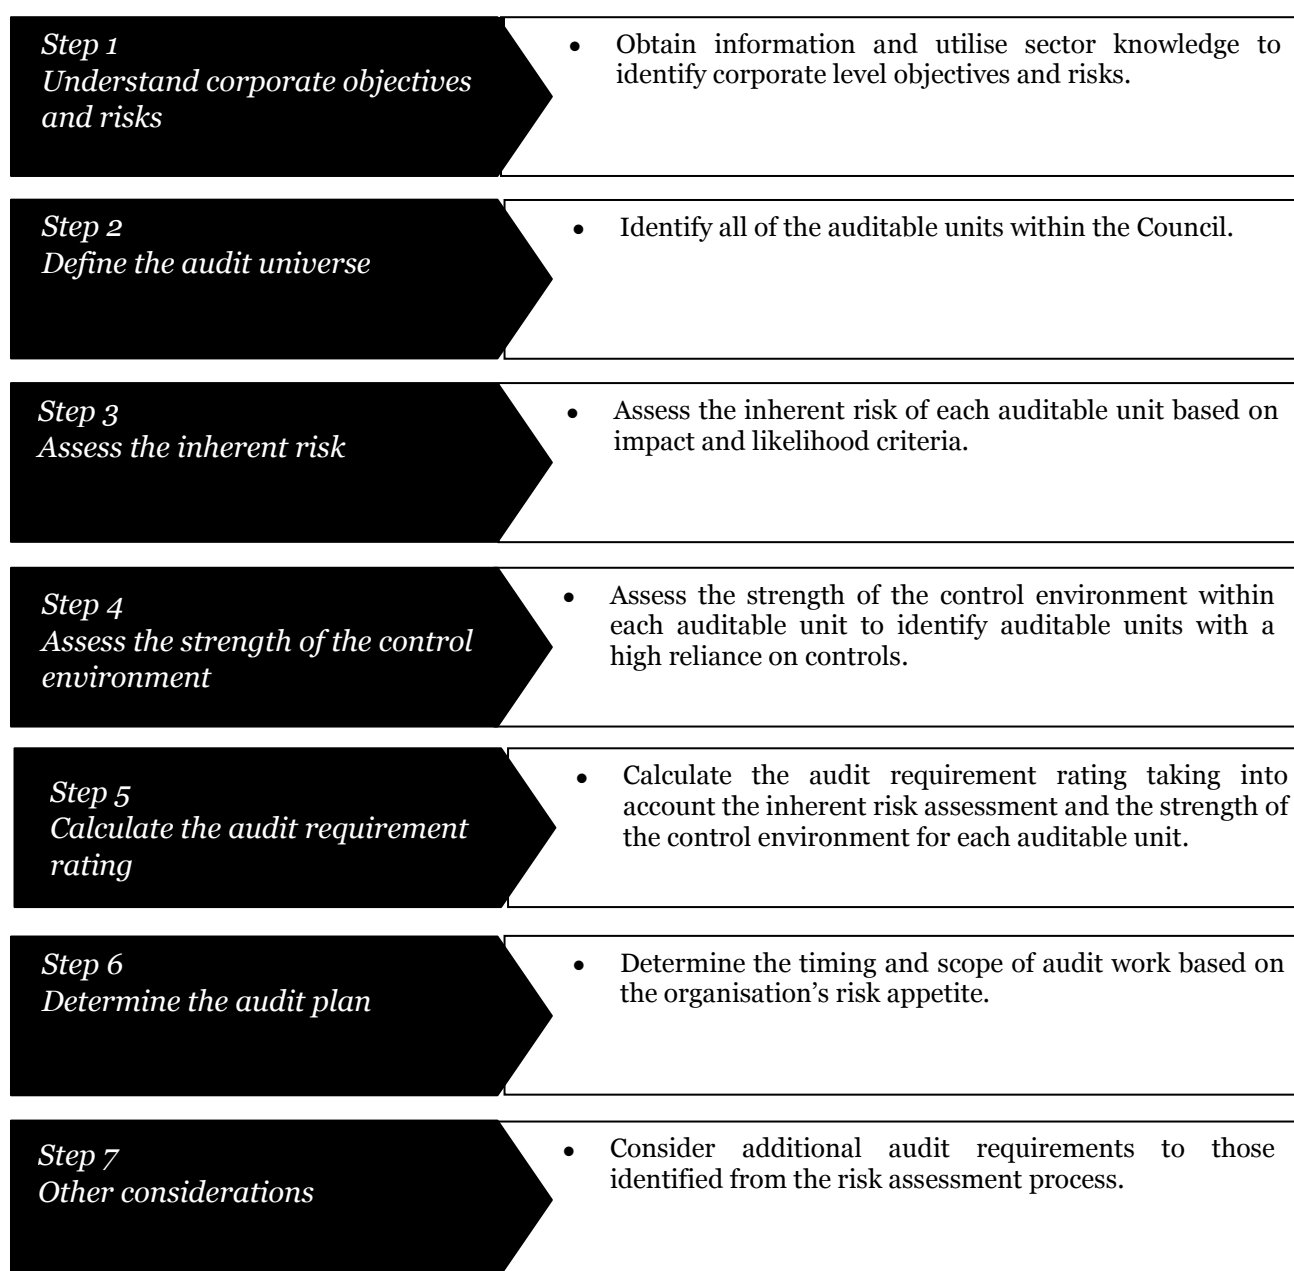 Step 1
Understand corporate objectives
and risks
• Obtain information and utilise sector knowledge to
identify corporate level objectives and risks.
Step 2
Define the audit universe
• Identify all of the auditable units within the Council.
Step 3
Assess the inherent risk
• Assess the inherent risk of each auditable unit based on
impact and likelihood criteria.
Step 4
Assess the strength of the control
environment
• Assess the strength of the control environment within
each auditable unit to identify auditable units with a
high reliance on controls.
Step 5
Calculate the audit requirement
rating
• Calculate the audit requirement rating taking into
account the inherent risk assessment and the strength of
the control environment for each auditable unit.
Step 6
Determine the audit plan
• Determine the timing and scope of audit work based on
the organisation’s risk appetite.
Step 7
Other considerations
• Consider additional audit requirements to those
identified from the risk assessment process.